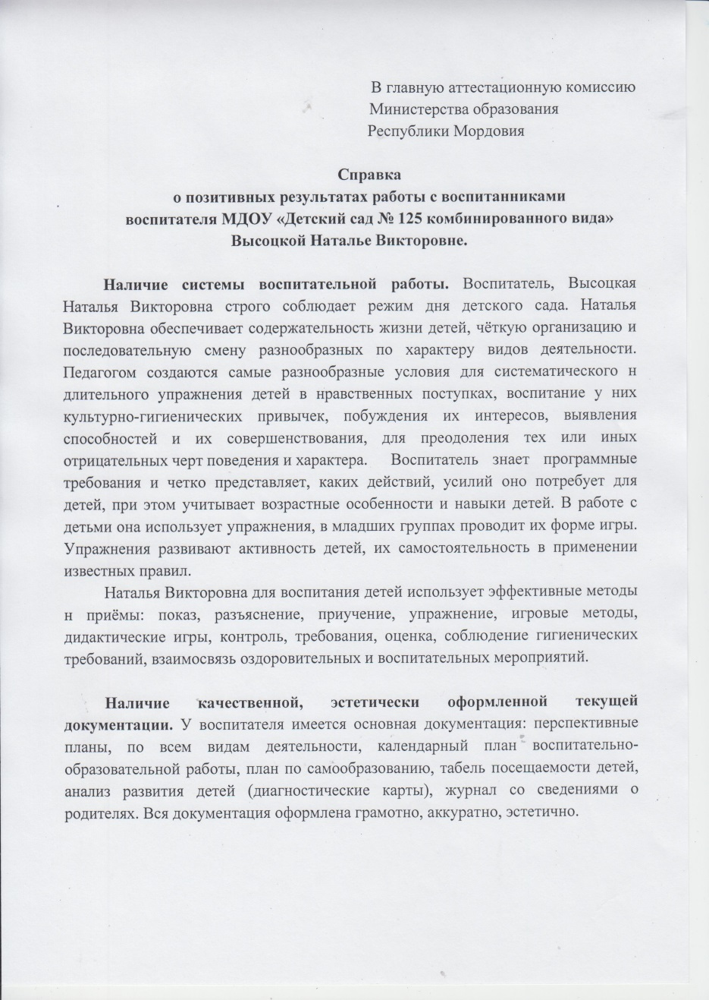 В главную аттестационную комиссию
Министерства образования
Республики Мордовия
Справка
о позитивных результатах работы с воспитанниками
воспитателя МДОУ «Детский сад № 125 комбинированного вида»
Высоцкой Наталье Викторовне.
Наличие системы воспитательной работы. Воспитатель, Высоцкая
Наталья Викторовна строго соблюдает режим дня детского сада. Наталья
Викторовна обеспечивает содержательность жизни детей, чёткую организацию и
последовательную смену разнообразных по характеру видов деятельности.
Педагогом создаются самые разнообразные условия для систематического н
длительного упражнения детей в нравственных поступках, воспитание у них
культурно-гигиенических привычек, побуждения их интересов, выявления
способностей и их совершенствования, для преодоления тех или иных
отрицательных черт поведения и характера. Воспитатель знает программные
требования и четко представляет, каких действий, усилий оно потребует для
детей, при этом учитывает возрастные особенности и навыки детей. В работе с
детьми она использует упражнения, в младших группах проводит их форме игры.
Упражнения развивают активность детей, их самостоятельность в применении
известных правил.
Наталья Викторовна для воспитания детей использует эффективные методы
н приёмы: показ, разъяснение, приучение, упражнение, игровые методы,
дидактические игры, контроль, требования, оценка, соблюдение гигиенических
требований, взаимосвязь оздоровительных и воспитательных мероприятий.
Наличие качественной, эстетически оформленной текущей
документации. У воспитателя имеется основная документация: перспективные
планы, по всем видам деятельности, календарный план воспитательно-
образовательной работы, план по самообразованию, табель посещаемости детей,
анализ развития детей (диагностические карты), журнал со сведениями о
родителях. Вся документация оформлена грамотно, аккуратно, эстетично.